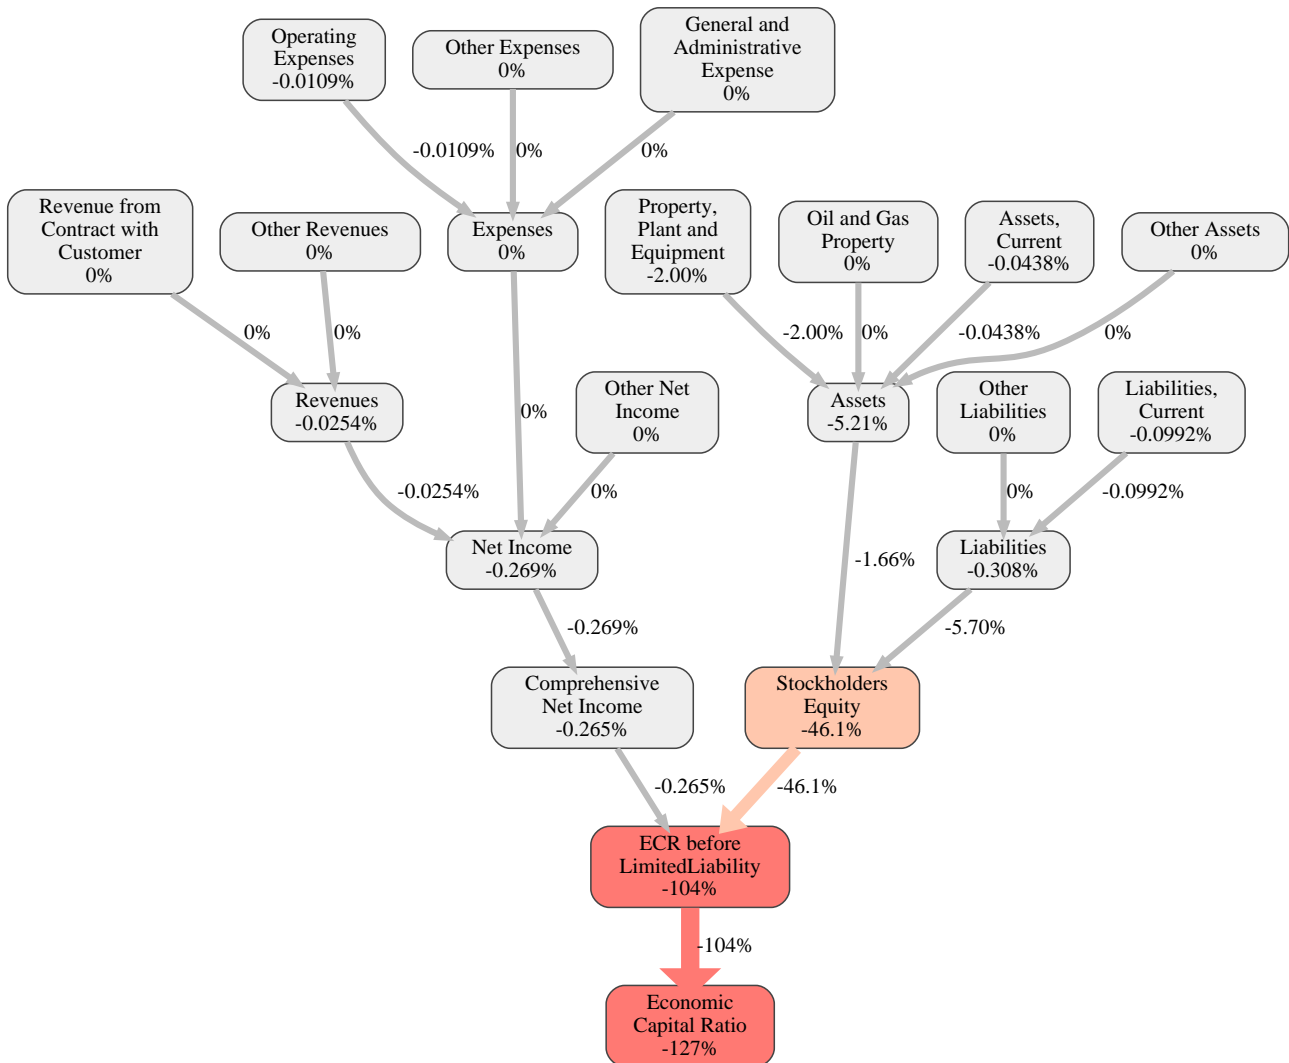 Operating
Expenses
-0.0109%
Other Expenses
0%
General and
Administrative
Expense
0%
-0.0109%
0%
0%
Revenue from
Contract with
Customer
0%
Other Revenues
0%
Expenses
0%
Property,
Plant and
Equipment
-2.00%
Oil and Gas
Property
0%
Assets,
Current
-0.0438%
Other Assets
0%
0%
0%
-2.00%
0%
-0.0438%
0%
Revenues
-0.0254%
0%
Other Net
Income
0%
Assets
-5.21%
Other
Liabilities
0%
Liabilities,
Current
-0.0992%
-0.0254%
0%
0%
-0.0992%
Net Income
-0.269%
-1.66%
Liabilities
-0.308%
-0.269%
-5.70%
Comprehensive
Net Income
-0.265%
Stockholders
Equity
-46.1%
-0.265%
-46.1%
ECR before
LimitedLiability
-104%
-104%
Economic
Capital Ratio
-127%